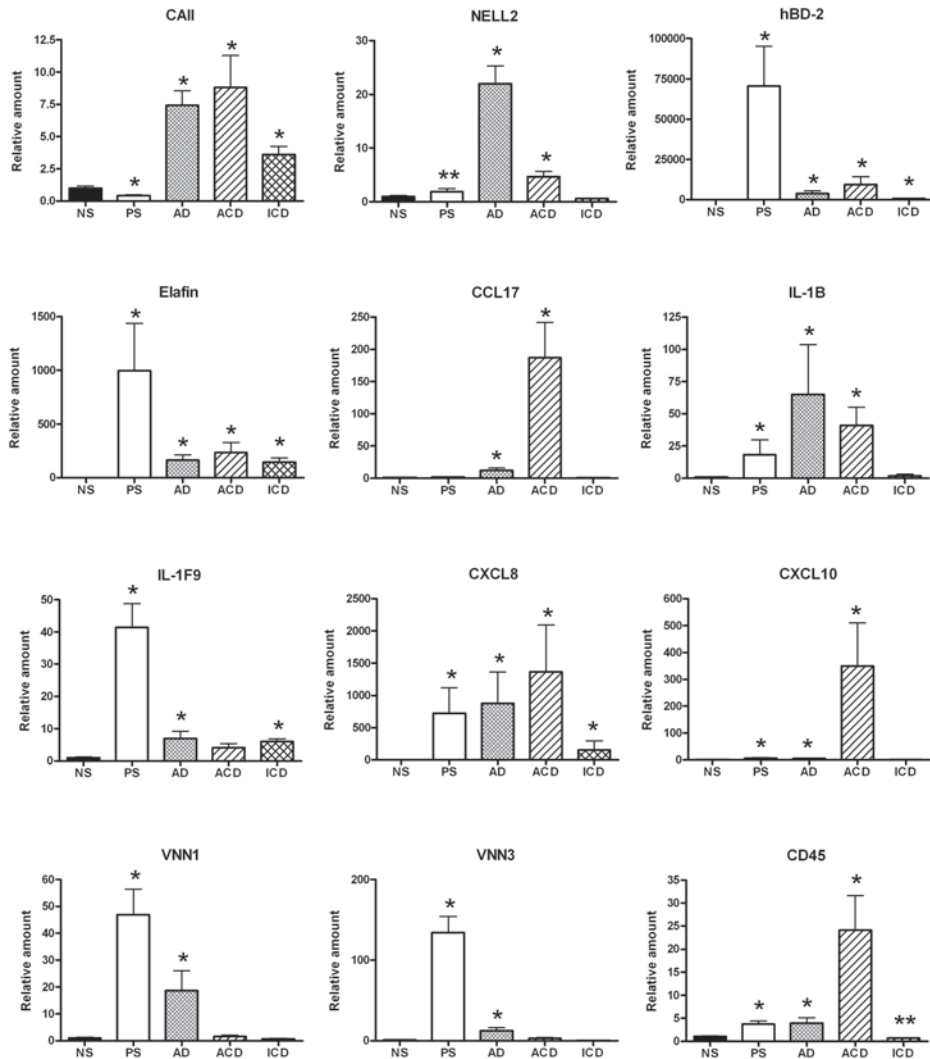 CAII
NELL2
hBD-2
Relative amount
12.5
10.0
7.5
5.0
2.5
0.0
*
*
*
*
NS PS AD ACD ICD
Relative amount
30
20
10
0
**
*
*
NS PS AD ACD ICD
Relative amount
100000
75000
50000
25000
0
*
*
*
*
NS PS AD ACD ICD
Elafin
CCL17
IL-1B
Relative amount
1500
1000
500
0
*
*
*
*
NS PS AD ACD ICD
Relative amount
250
200
150
100
50
0
*
*
NS PS AD ACD ICD
Relative amount
125
100
75
50
25
0
*
*
*
NS PS AD ACD ICD
IL-1F9
CXCL8
CXCL10
Relative amount
50
40
30
20
10
0
*
*
*
NS PS AD ACD ICD
Relative amount
2500
2000
1500
1000
500
0
*
*
*
*
NS PS AD ACD ICD
Relative amount
600
500
400
300
200
100
0
*
*
*
NS PS AD ACD ICD
VNN1
VNN3
CD45
Relative amount
60
50
40
30
20
10
0
*
*
NS PS AD ACD ICD
Relative amount
200
100
0
*
*
NS PS AD ACD ICD
Relative amount
35
30
25
20
15
10
5
0
*
*
*
**
NS PS AD ACD ICD